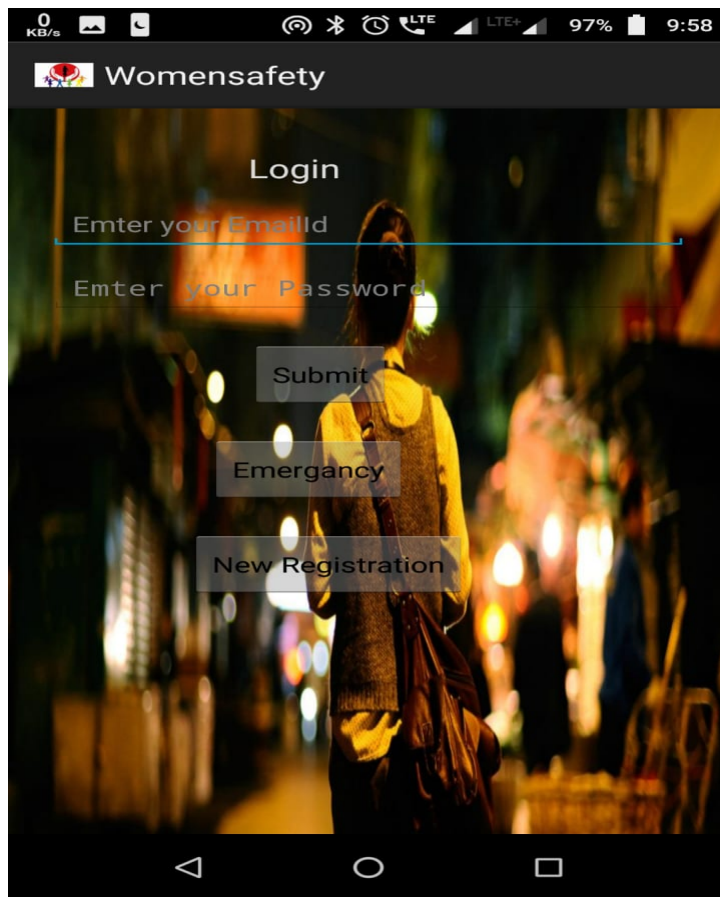 0
KB/s LTE LTE+ 97% 9:58
Womensafety
Login
Emter your EmailId
Emter your Password
Submit
Emergancy
New Registration